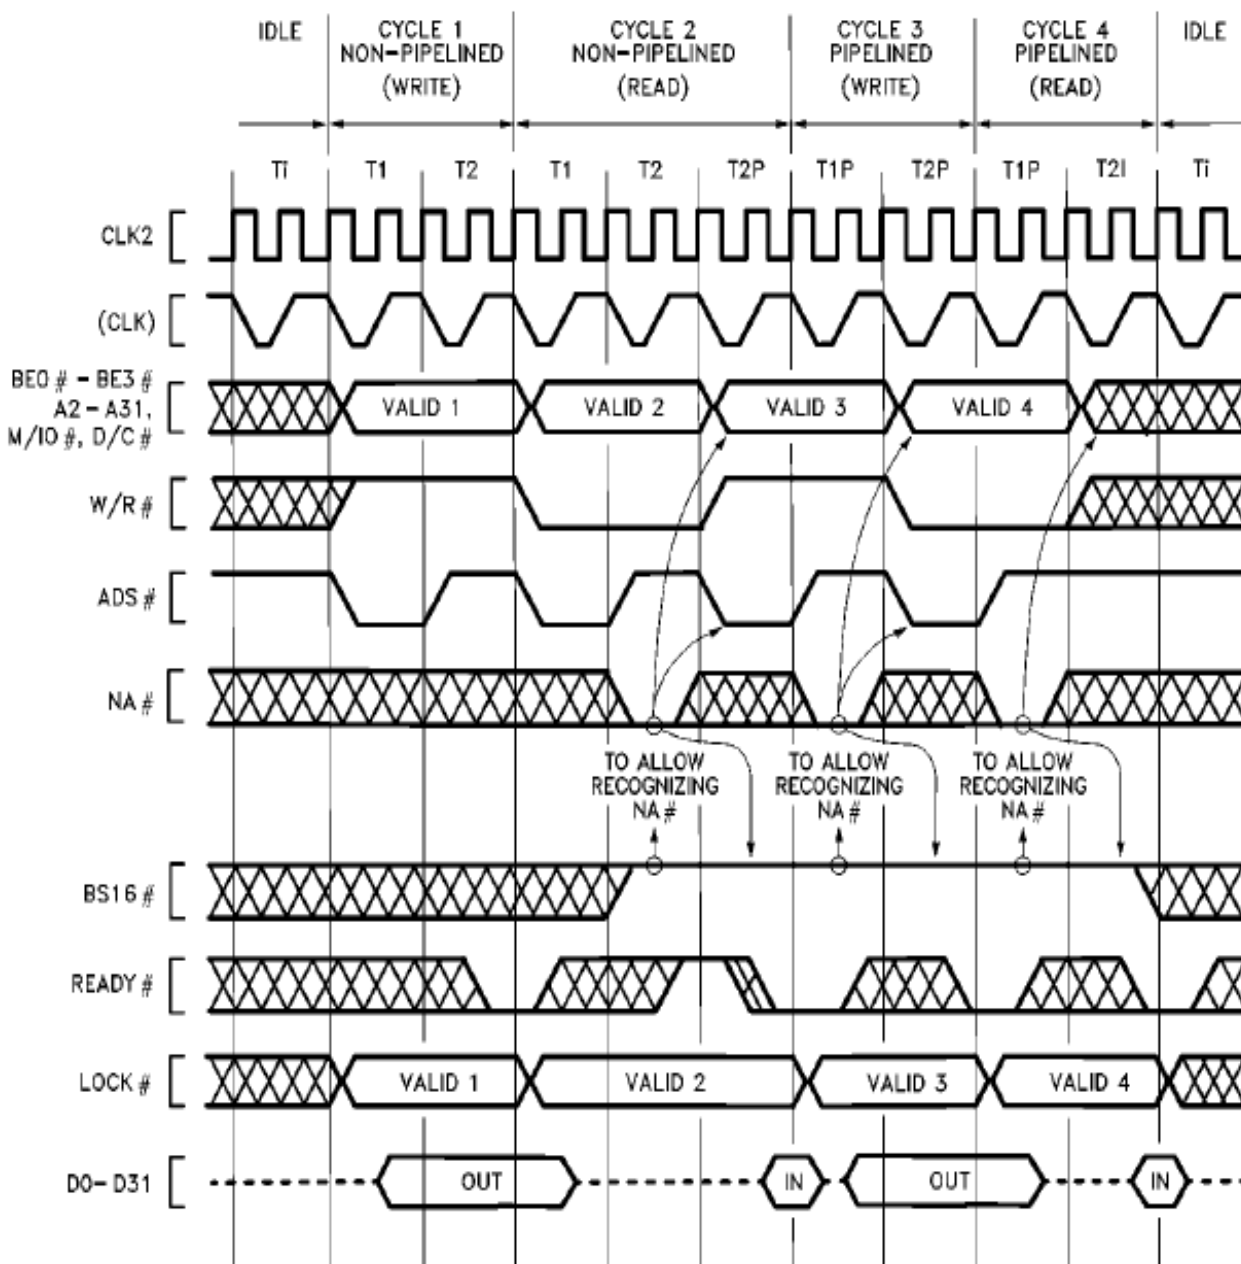 IDLE
CYCLE 1
NON-PIPELINED
(WRITE)
CYCLE 2
NON-PIPELINED
(READ)
CYCLE 3
PIPELINED
(WRITE)
CYCLE 4
PIPELINED
(READ)
IDLE
Ti T1 T2 T1 T2 T2P T1P T2P T1P T2I Ti
CLK2
(CLK)
BE0 # - BE3 #
A2 - A31,
M/IO #, D/C #
VALID 1 VALID 2 VALID 3 VALID 4
W/R #
ADS #
NA #
TO ALLOW
RECOGNIZING
NA #
TO ALLOW
RECOGNIZING
NA #
TO ALLOW
RECOGNIZING
NA #
BS16 #
READY #
LOCK #
VALID 1 VALID 2 VALID 3 VALID 4
D0 - D31
OUT IN OUT IN